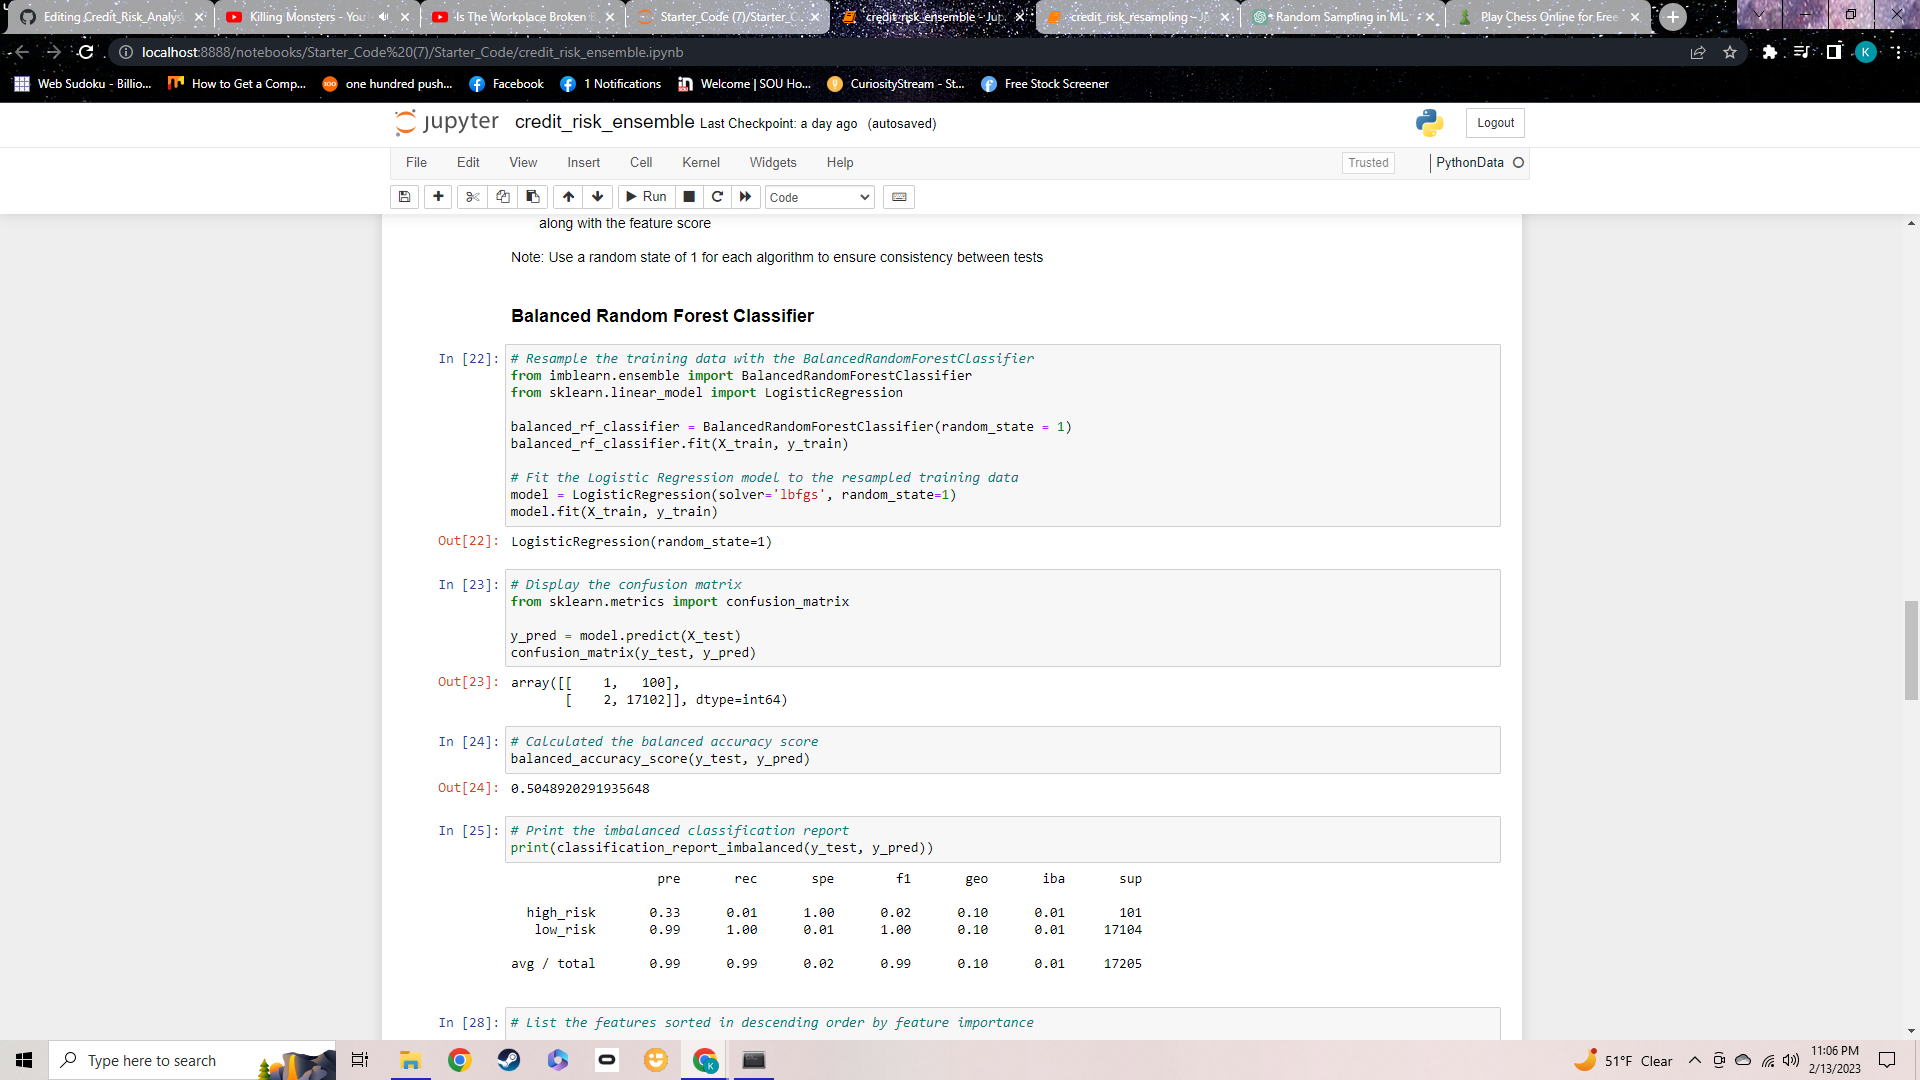 Editing Credit_Risk_Analys
Killing Monsters - You
Is The Workplace Broken
Starter_Code (7)/Starter_C
credit_risk_ensemble - Jup
credit_risk_resampling - Ju
Random Sampling in ML.
Play Chess Online for Free
localhost:8888/notebooks/Starter_Code%20(7)/Starter_Code/credit_risk_ensemble.ipynb
K
Web Sudoku - Billio...
How to Get a Comp...
one hundred push...
Facebook
1 Notifications
Welcome | SOU Ho...
CuriosityStream - St...
Free Stock Screener
jupyter credit_risk_ensemble Last Checkpoint: a day ago (autosaved)
Logout
File Edit View Insert Cell Kernel Widgets Help
Trusted
PythonData
Run
Code
along with the feature score
Note: Use a random state of 1 for each algorithm to ensure consistency between tests
Balanced Random Forest Classifier
In [22]: # Resample the training data with the BalancedRandomForestClassifier
from imblearn.ensemble import BalancedRandomForestClassifier
from sklearn.linear_model import LogisticRegression
balanced_rf_classifier = BalancedRandomForestClassifier(random_state = 1)
balanced_rf_classifier.fit(X_train, y_train)
# Fit the Logistic Regression model to the resampled training data
model = LogisticRegression(solver='lbfgs', random_state=1)
model.fit(X_train, y_train)
Out[22]: LogisticRegression(random_state=1)
In [23]: # Display the confusion matrix
from sklearn.metrics import confusion_matrix
y_pred = model.predict(X_test)
confusion_matrix(y_test, y_pred)
Out[23]: array([[    1,   100],
       [    2, 17102]], dtype=int64)
In [24]: # Calculated the balanced accuracy score
balanced_accuracy_score(y_test, y_pred)
Out[24]: 0.5048920291935648
In [25]: # Print the imbalanced classification report
print(classification_report_imbalanced(y_test, y_pred))
pre rec spe f1 geo iba sup
high_risk 0.33 0.01 1.00 0.02 0.10 0.01 101
low_risk 0.99 1.00 0.01 1.00 0.10 0.01 17104
avg / total 0.99 0.99 0.02 0.99 0.10 0.01 17205
In [28]: # List the features sorted in descending order by feature importance
Type here to search
51°F Clear
11:06 PM
2/13/2023